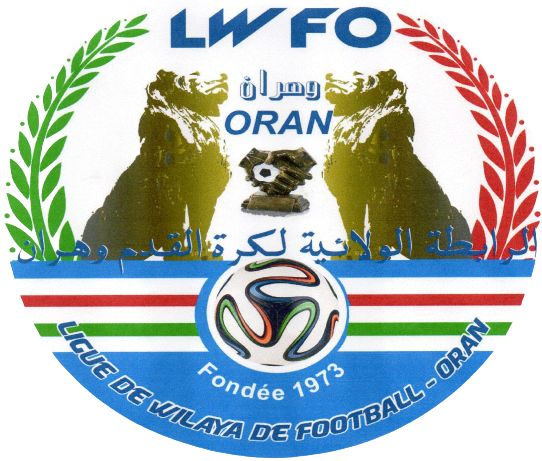 LWFO
وهران
ORAN
الرابطة الولائية لكرة القدم وهران
Fondée 1973
LIGUE DE WILAYA DE FOOTBALL - ORAN